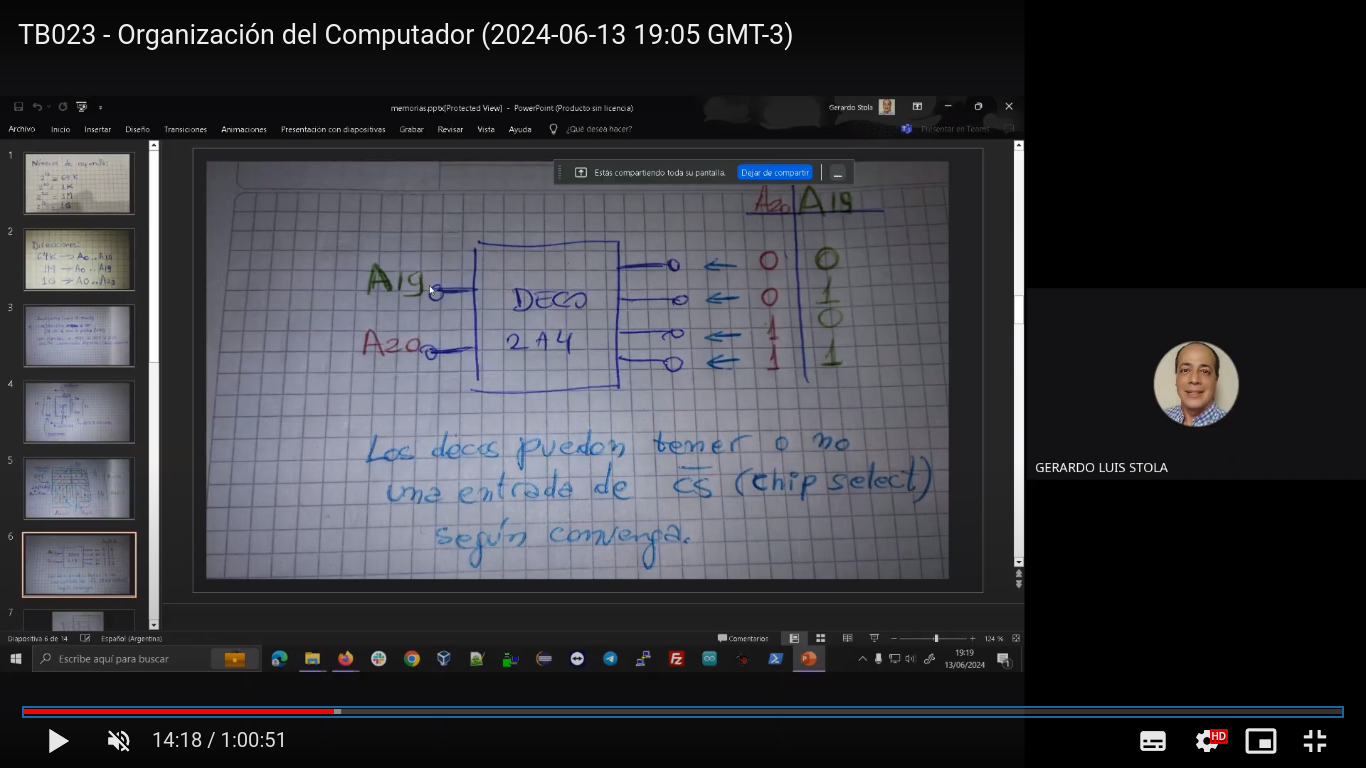 TB023 - Organización del Computador (2024-06-13 19:05 GMT-3)
memorias.pptx[Protected View] - PowerPoint (Producto sin licencia)
Gerardo Stola
Archivo Inicio Insertar Diseño Transiciones Animaciones Presentación con diapositivas Grabar Revisar Vista Ayuda ¿Qué desea hacer? Presentar en Teams
Estás compartiendo toda su pantalla. Dejar de compartir
1
2
3
4
5
6
7
A20 A19
A19
A20
DECO
2 A 4
0 0
0 1
1 0
1 1
Los decos pueden tener o no
una entrada de CS (chip select)
según convenga.
GERARDO LUIS STOLA
Diapositiva 6 de 14 Español (Argentina) Comentarios 124 %
Escribe aquí para buscar
19:19
13/06/2024
14:18 / 1:00:51
HD